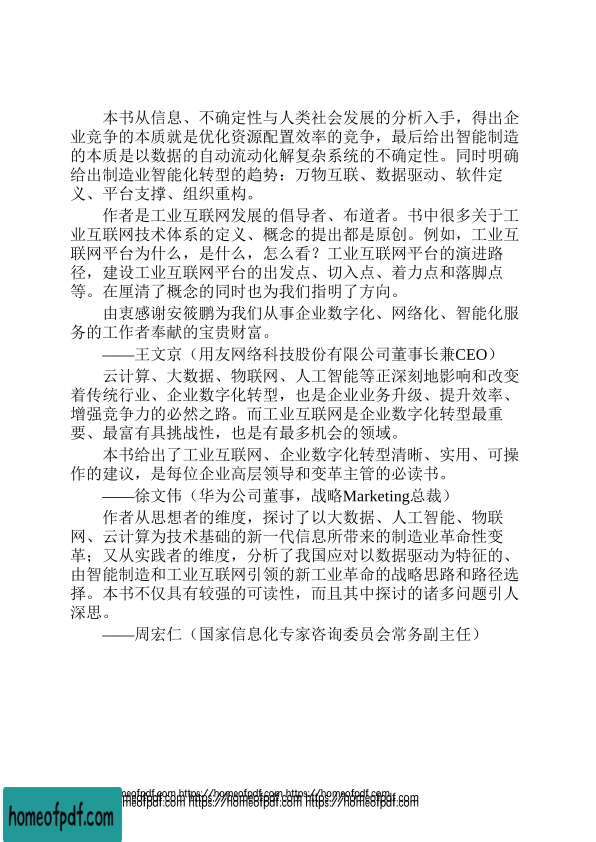 本书从信息、不确定性与人类社会发展的分析入手，得出企
业竞争的本质就是优化资源配置效率的竞争，最后给出智能制造
的本质是以数据的自动流动化解复杂系统的不确定性。同时明确
给出制造业智能化转型的趋势：万物互联、数据驱动、软件定
义、平台支撑、组织重构。
作者是工业互联网发展的倡导者、布道者。书中很多关于工
业互联网技术体系的定义、概念的提出都是原创。例如，工业互
联网平台为什么，是什么，怎么看？工业互联网平台的演进路
径，建设工业互联网平台的出发点、切入点、着力点和落脚点
等。在厘清了概念的同时也为我们指明了方向。
由衷感谢安筱鹏为我们从事企业数字化、网络化、智能化服
务的工作者奉献的宝贵财富。
——王文京（用友网络科技股份有限公司董事长兼CEO）
云计算、大数据、物联网、人工智能等正深刻地影响和改变
着传统行业、企业数字化转型，也是企业业务升级、提升效率、
增强竞争力的必然之路。而工业互联网是企业数字化转型最重
要、最富有具挑战性，也是有最多机会的领域。
本书给出了工业互联网、企业数字化转型清晰、实用、可操
作的建议，是每位企业高层领导和变革主管的必读书。
——徐文伟（华为公司董事，战略Marketing总裁）
作者从思想者的维度，探讨了以大数据、人工智能、物联
网、云计算为技术基础的新一代信息所带来的制造业革命性变
革；又从实践者的维度，分析了我国应对以数据驱动为特征的、
由智能制造和工业互联网引领的新工业革命的战略思路和路径选
择。本书不仅具有较强的可读性，而且其中探讨的诸多问题引人
深思。
——周宏仁（国家信息化专家咨询委员会常务副主任）
homeofpdf.com https://homeofpdf.com https://homeofpdf.com
homeofpdf.com https://homeofpdf.com https://homeofpdf.com
homeofpdf.com